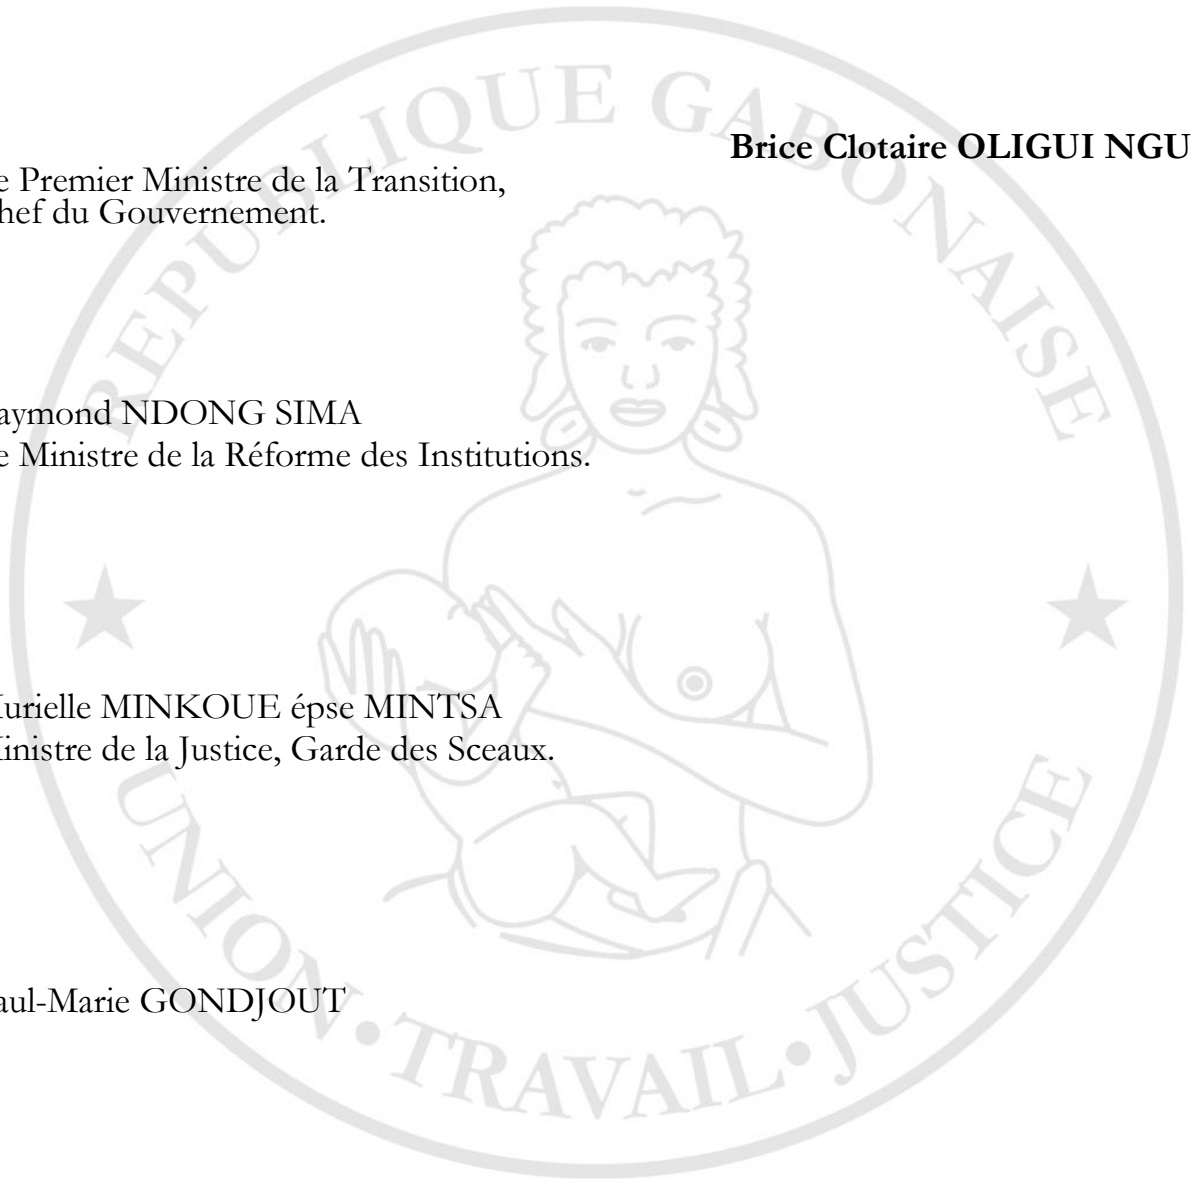 REPUBLIQUE GABONAISE
Brice Clotaire OLIGUI NGU
e Premier Ministre de la Transition,
hef du Gouvernement.
aymond NDONG SIMA
e Ministre de la Réforme des Institutions.
urielle MINKOUE épse MINTSA
inistre de la Justice, Garde des Sceaux.
aul-Marie GONDJOUT
UNION • TRAVAIL • JUSTICE